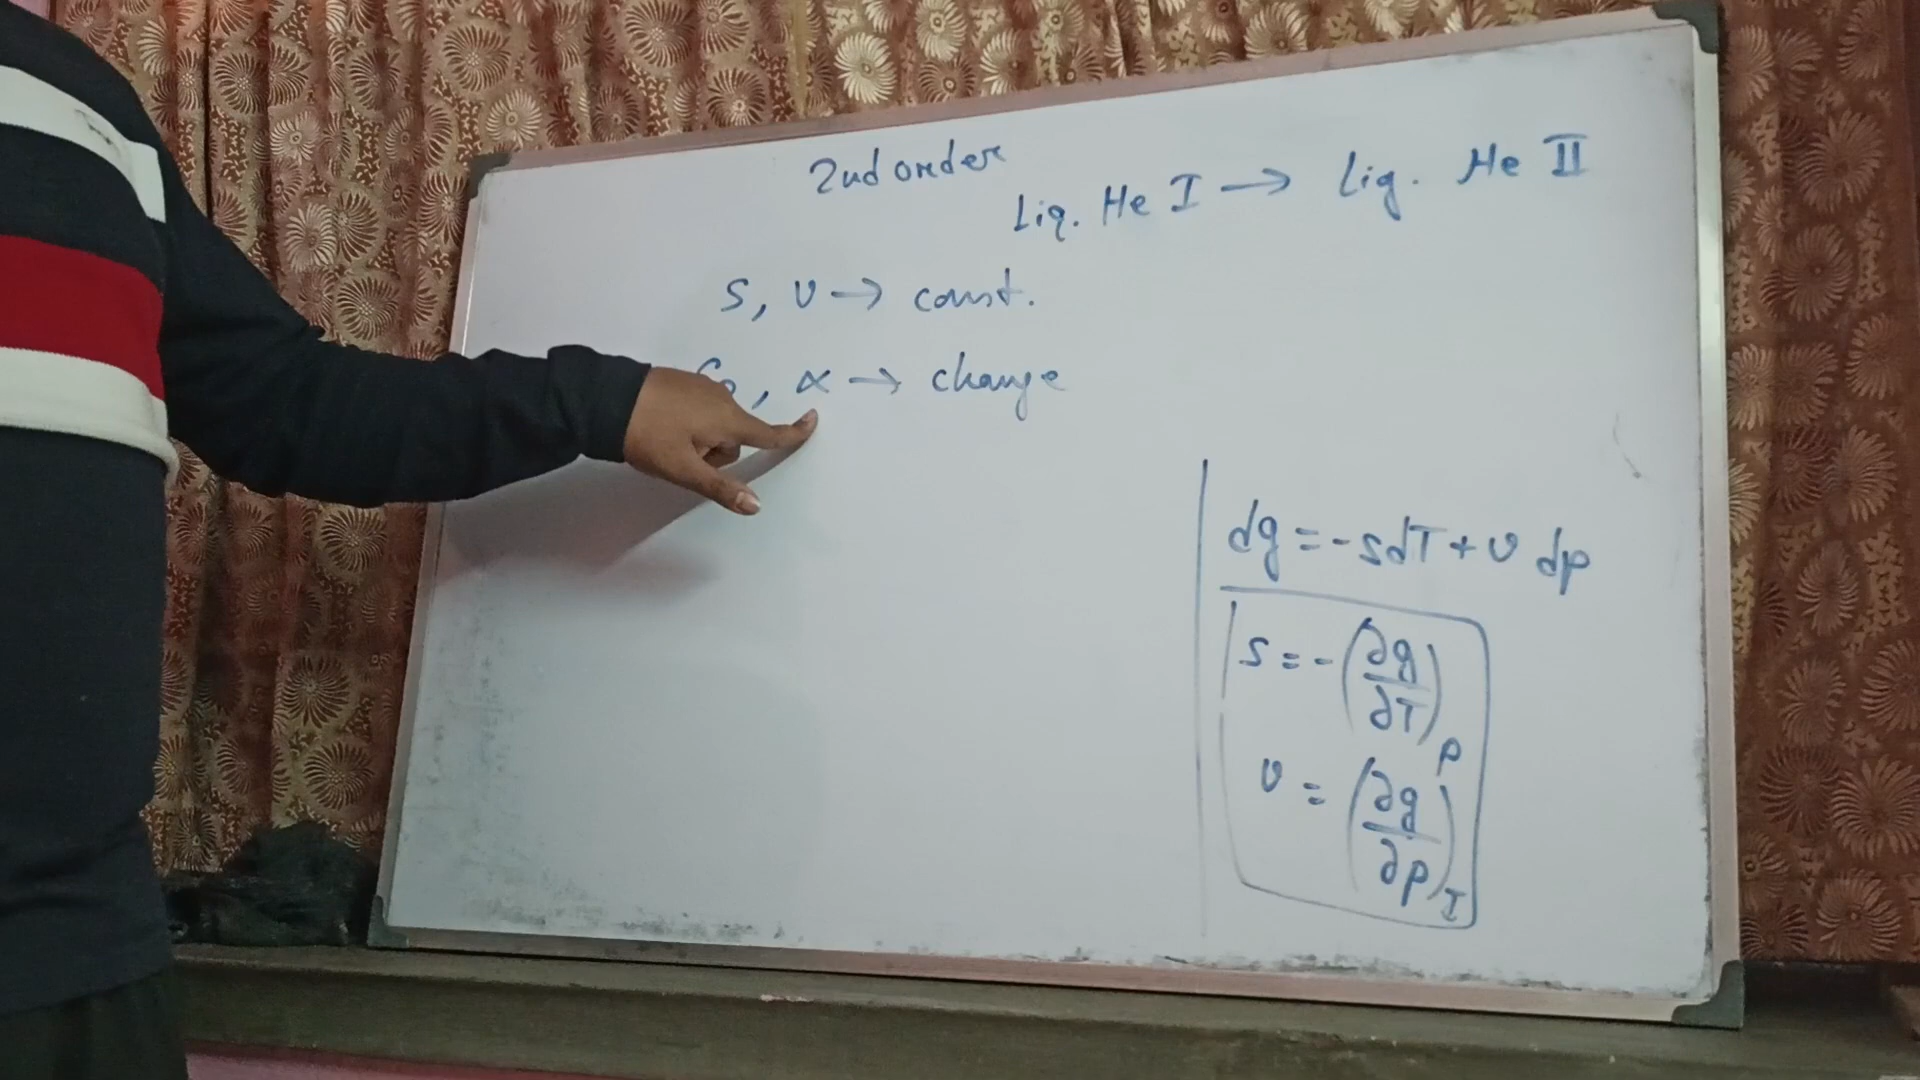 2nd order
Liq. He I → Liq. He II
s, v → const.
Cp, α → change
dg = - sdT + v dp
s = - (∂g/∂T)p
v = (∂g/∂p)T